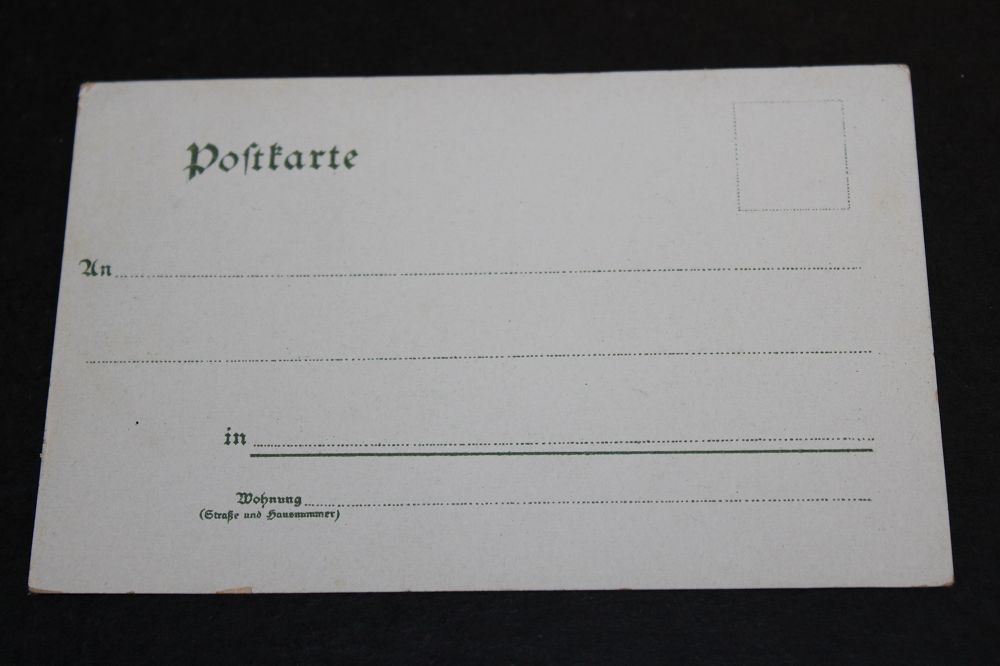 Postkarte
An
in
Wohnung
(Straße und Hausnummer)